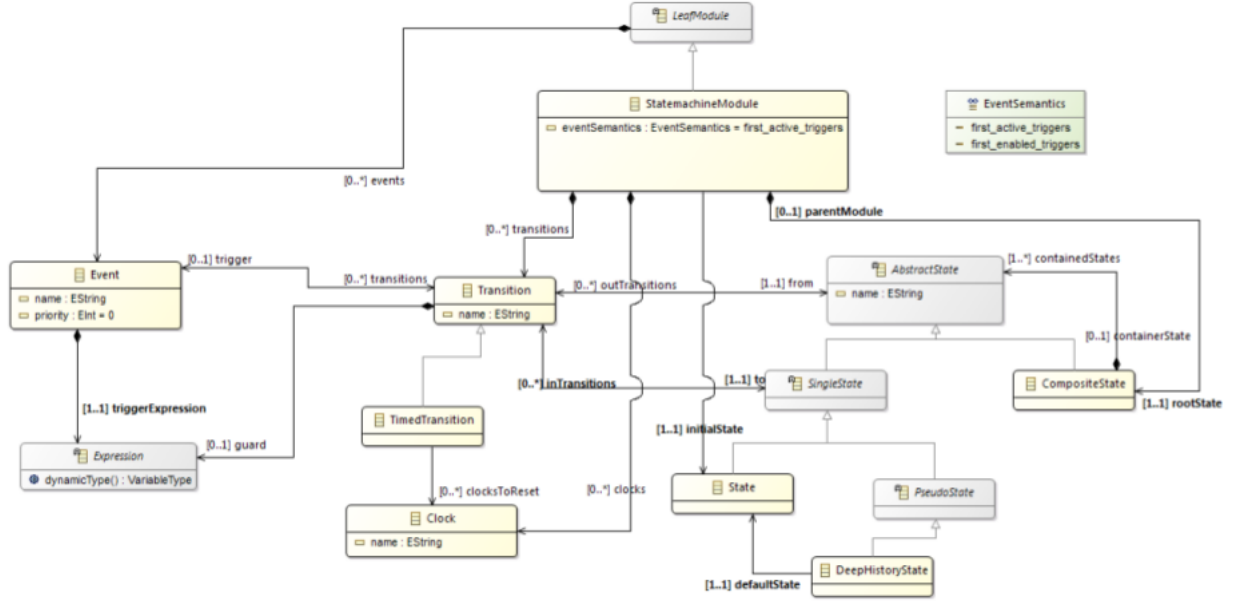 LeafModule
StatemachineModule
eventSemantics : EventSemantics = first_active_triggers
EventSemantics
first_active_triggers
first_enabled_triggers
[0..*] events
[0..1] parentModule
[0..*] transitions
[0..1] trigger
[0..*] transitions
Event
name : EString
priority : EInt = 0
Transition
name : EString
[0..*] outTransitions
[1..1] from
AbstractState
name : EString
[1..*] containedStates
[0..1] containerState
[0..*] inTransitions
[1..1] to
SingleState
CompositeState
[1..1] rootState
[1..1] triggerExpression
TimedTransition
[1..1] initialState
Expression
dynamicType() : VariableType
[0..1] guard
[0..*] clocksToReset
[0..*] clocks
State
PseudoState
Clock
name : EString
DeepHistoryState
[1..1] defaultState